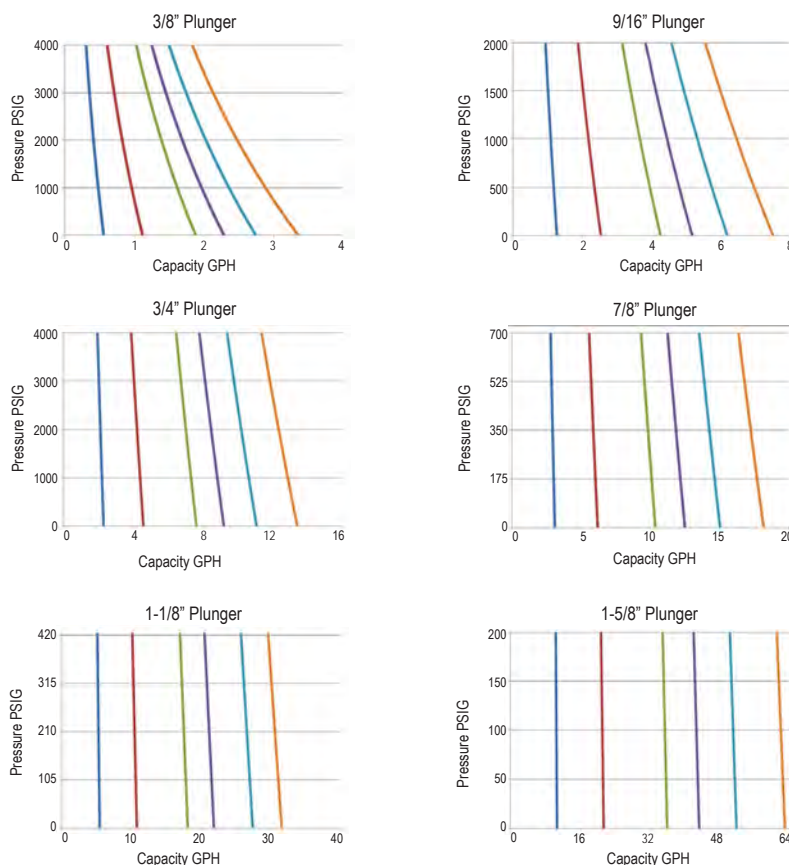 3/8” Plunger
Pressure PSIG
4000
3000
2000
1000
0
0 1 2 3 4
Capacity GPH
9/16” Plunger
Pressure PSIG
2000
1500
1000
500
0
0 2 4 6 8
Capacity GPH
3/4” Plunger
Pressure PSIG
4000
3000
2000
1000
0
0 4 8 12 16
Capacity GPH
7/8” Plunger
Pressure PSIG
700
525
350
175
0
0 5 10 15 20
Capacity GPH
1-1/8” Plunger
Pressure PSIG
420
315
210
105
0
0 10 20 30 40
Capacity GPH
1-5/8” Plunger
Pressure PSIG
200
150
100
50
0
0 16 32 48 64
Capacity GPH